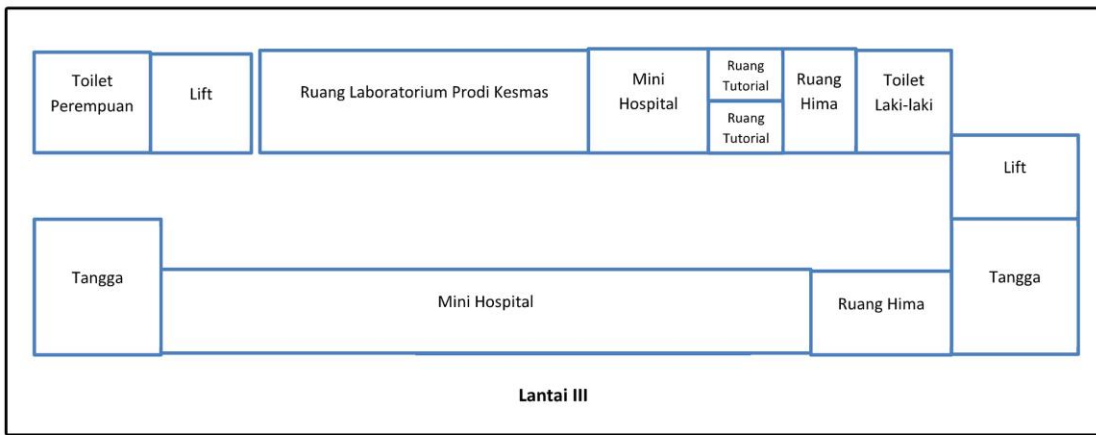 Toilet
Perempuan
Lift
Ruang Laboratorium Prodi Kesmas
Mini
Hospital
Ruang
Tutorial
Ruang
Tutorial
Ruang
Hima
Toilet
Laki-laki
Lift
Tangga
Mini Hospital
Ruang Hima
Tangga
Lantai III